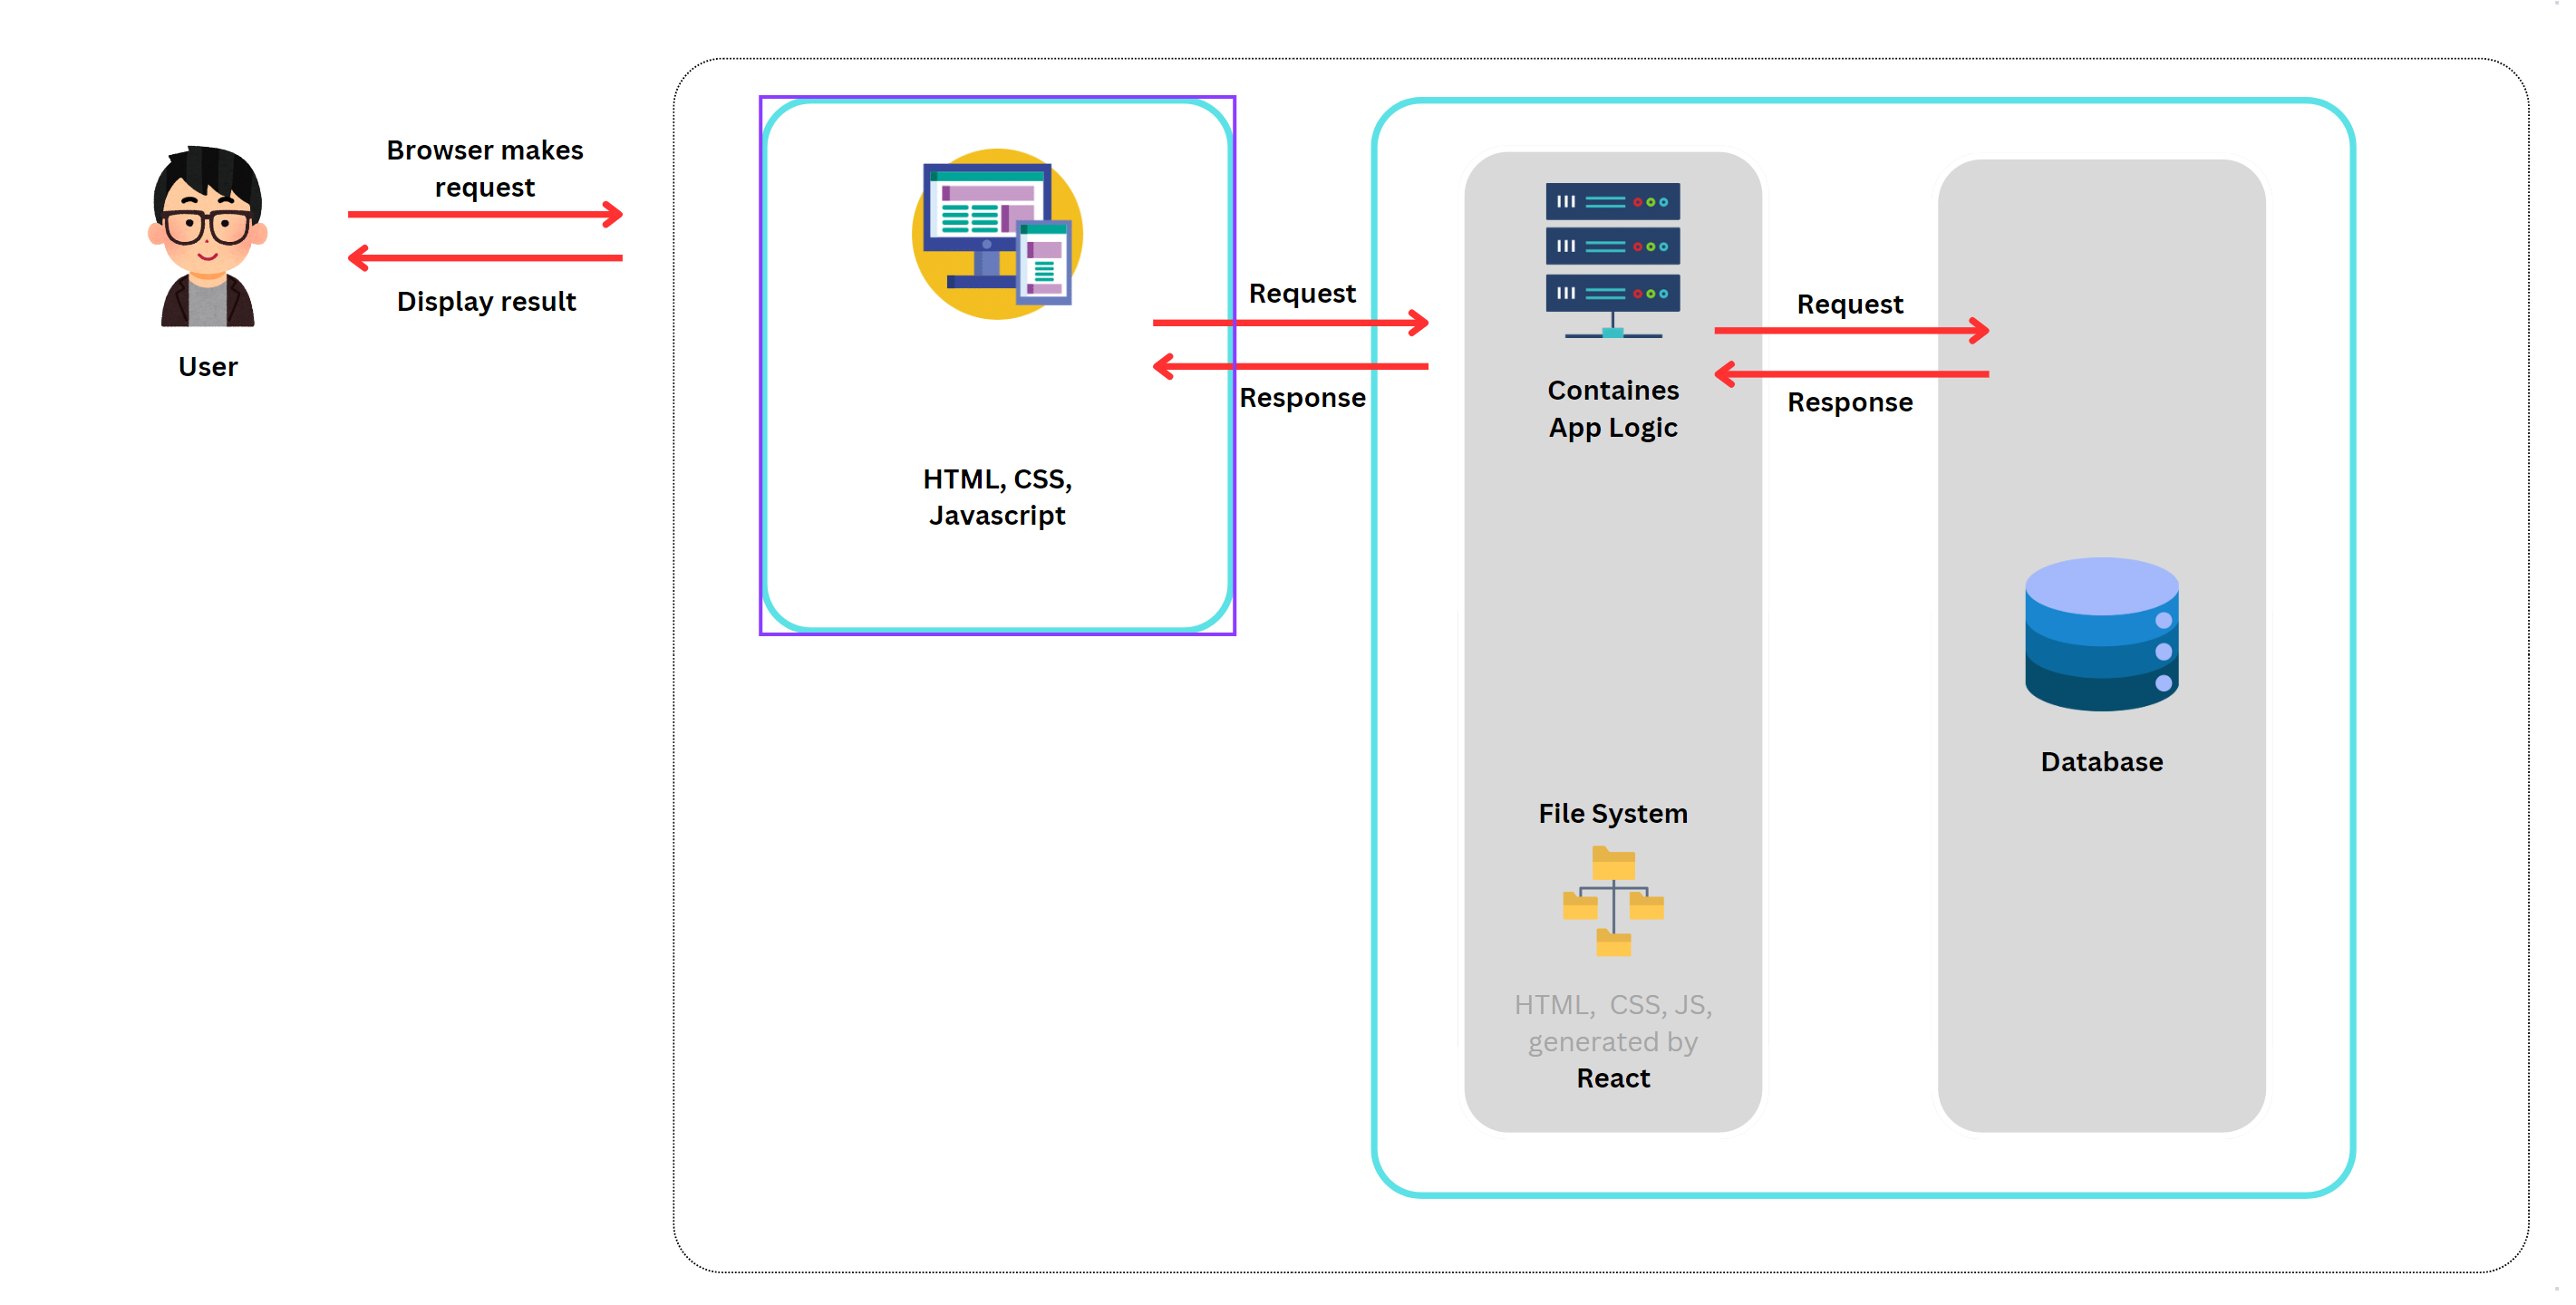 Browser makes
request
Display result
User
HTML, CSS,
Javascript
Request
Response
Containes
App Logic
Request
Response
File System
HTML,  CSS, JS,
generated by
React
Database